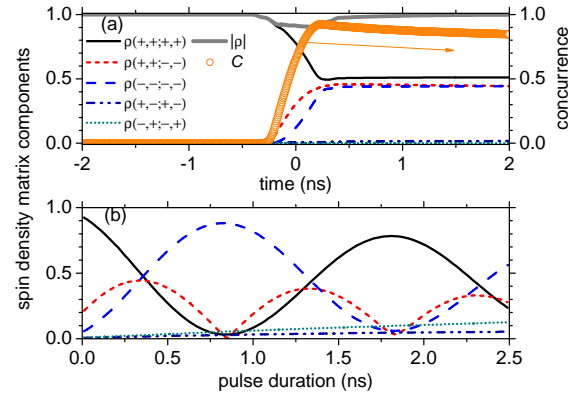 (a)
1.0
0.5
0.0
ρ(+,+;+,+)
ρ(+,+;-,-)
ρ(-,-;-,-)
ρ(+,-;+,-)
ρ(-,+;-,+)
|ρ|
C
1.0
0.5
0.0
concurrence
-2 -1 0 1 2
time (ns)
spin density matrix components
(b)
1.0
0.5
0.0
0.0 0.5 1.0 1.5 2.0 2.5
pulse duration (ns)